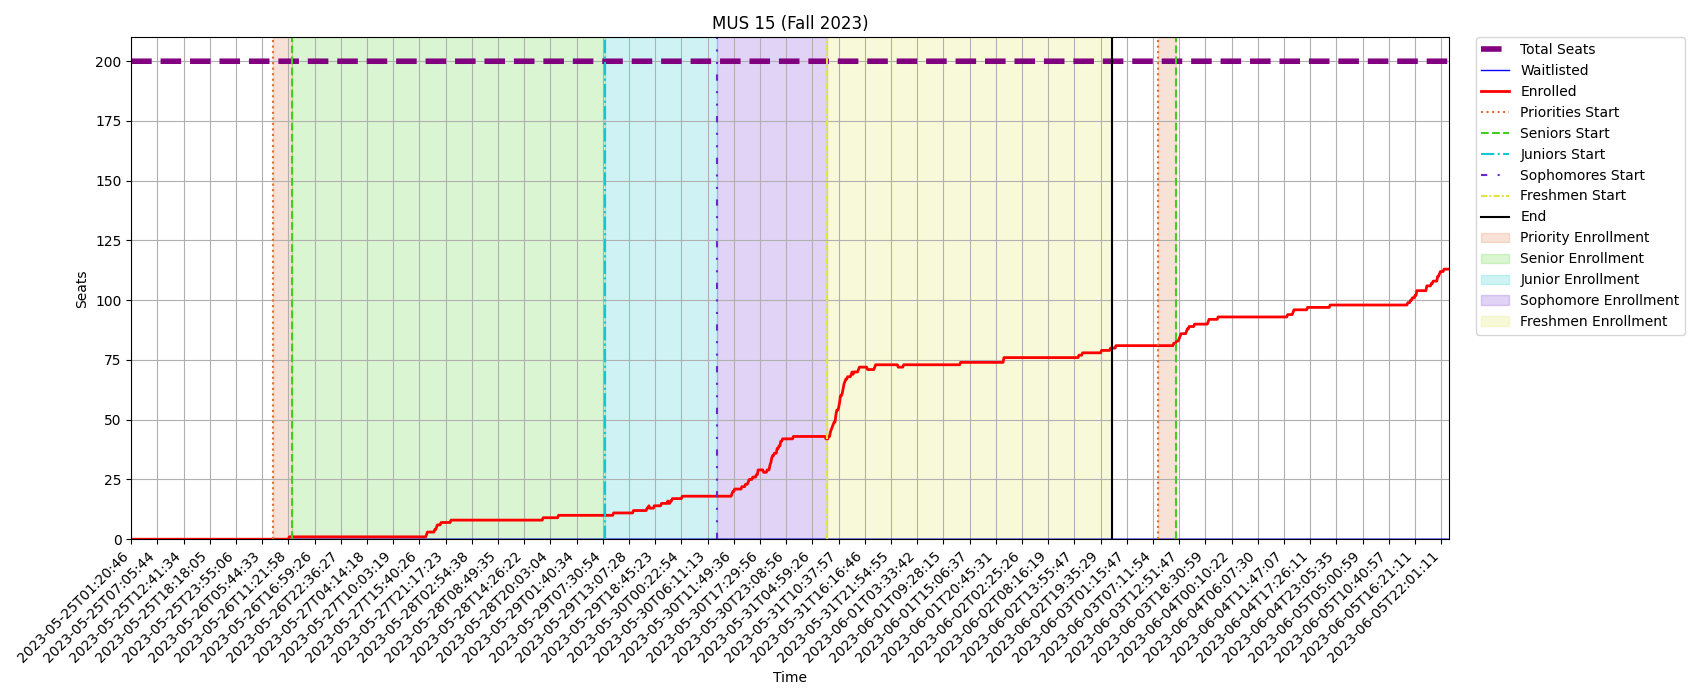 MUS 15 (Fall 2023)
200
175
150
125
100
75
50
25
0
Seats
2023-05-25T01:20:46
2023-05-25T07:05:44
2023-05-25T12:41:34
2023-05-25T18:18:05
2023-05-25T23:55:06
2023-05-26T05:44:33
2023-05-26T11:21:58
2023-05-26T16:59:26
2023-05-26T22:36:27
2023-05-27T04:14:18
2023-05-27T10:03:19
2023-05-27T15:40:26
2023-05-27T21:17:23
2023-05-28T02:54:38
2023-05-28T08:49:35
2023-05-28T14:26:22
2023-05-28T20:03:04
2023-05-29T01:40:34
2023-05-29T07:30:54
2023-05-29T13:07:28
2023-05-29T18:45:23
2023-05-30T00:22:54
2023-05-30T06:11:13
2023-05-30T11:49:36
2023-05-30T17:29:56
2023-05-30T23:08:56
2023-05-31T04:59:26
2023-05-31T10:37:57
2023-05-31T16:16:46
2023-05-31T21:54:55
2023-06-01T03:33:42
2023-06-01T09:28:15
2023-06-01T15:06:37
2023-06-01T20:45:31
2023-06-02T02:25:26
2023-06-02T08:16:19
2023-06-02T13:55:47
2023-06-02T19:35:29
2023-06-03T01:15:47
2023-06-03T07:11:54
2023-06-03T12:51:47
2023-06-03T18:30:59
2023-06-04T00:10:22
2023-06-04T06:07:30
2023-06-04T11:47:07
2023-06-04T17:26:11
2023-06-04T23:05:35
2023-06-05T05:00:59
2023-06-05T10:40:57
2023-06-05T16:21:11
2023-06-05T22:01:11
Time
Total Seats
Waitlisted
Enrolled
Priorities Start
Seniors Start
Juniors Start
Sophomores Start
Freshmen Start
End
Priority Enrollment
Senior Enrollment
Junior Enrollment
Sophomore Enrollment
Freshmen Enrollment